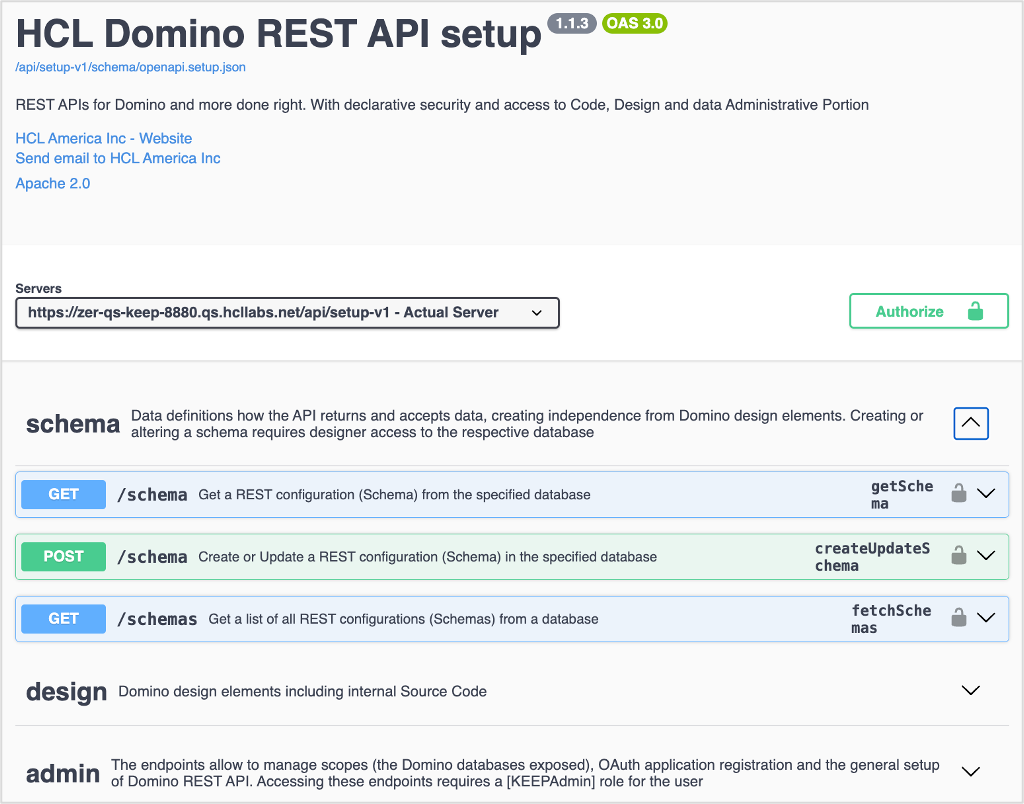 HCL Domino REST API setup 1.1.3 OAS 3.0
/api/setup-v1/schema/openapi.setup.json
REST APIs for Domino and more done right. With declarative security and access to Code, Design and data Administrative Portion
HCL America Inc - Website
Send email to HCL America Inc
Apache 2.0
Servers
https://zer-qs-keep-8880.qs.hcllabs.net/api/setup-v1 - Actual Server
Authorize
schema Data definitions how the API returns and accepts data, creating independence from Domino design elements. Creating or
altering a schema requires designer access to the respective database
GET /schema Get a REST configuration (Schema) from the specified database getSche
ma
POST /schema Create or Update a REST configuration (Schema) in the specified database createUpdateS
chema
GET /schemas Get a list of all REST configurations (Schemas) from a database fetchSche
mas
design Domino design elements including internal Source Code
admin The endpoints allow to manage scopes (the Domino databases exposed), OAuth application registration and the general setup
of Domino REST API. Accessing these endpoints requires a [KEEPAdmin] role for the user